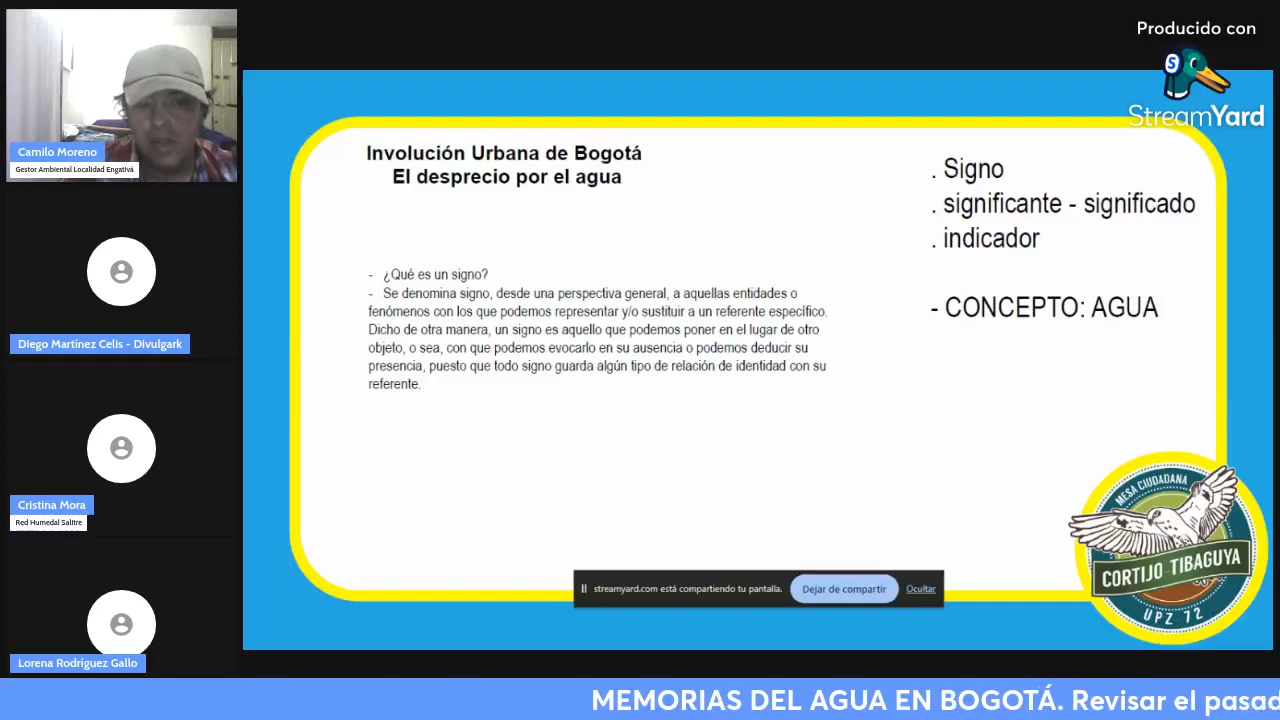 Producido con
StreamYard
Camilo Moreno
Gestor Ambiental Localidad Engativá
Diego Martínez Celis - Divulgark
Cristina Mora
Red Humedal Salitre
Lorena Rodríguez Gallo
Involución Urbana de Bogotá
El desprecio por el agua
- ¿Qué es un signo?
- Se denomina signo, desde una perspectiva general, a aquellas entidades o
fenómenos con los que podemos representar y/o sustituir a un referente específico.
Dicho de otra manera, un signo es aquello que podemos poner en el lugar de otro
objeto, o sea, con que podemos evocarlo en su ausencia o podemos deducir su
presencia, puesto que todo signo guarda algún tipo de relación de identidad con su
referente.
. Signo
. significante - significado
. indicador
- CONCEPTO: AGUA
streamyard.com está compartiendo tu pantalla.
Dejar de compartir
Ocultar
MESA CIUDADANA
CORTIJO TIBAGUYA
UPZ 72
MEMORIAS DEL AGUA EN BOGOTÁ. Revisar el pasad